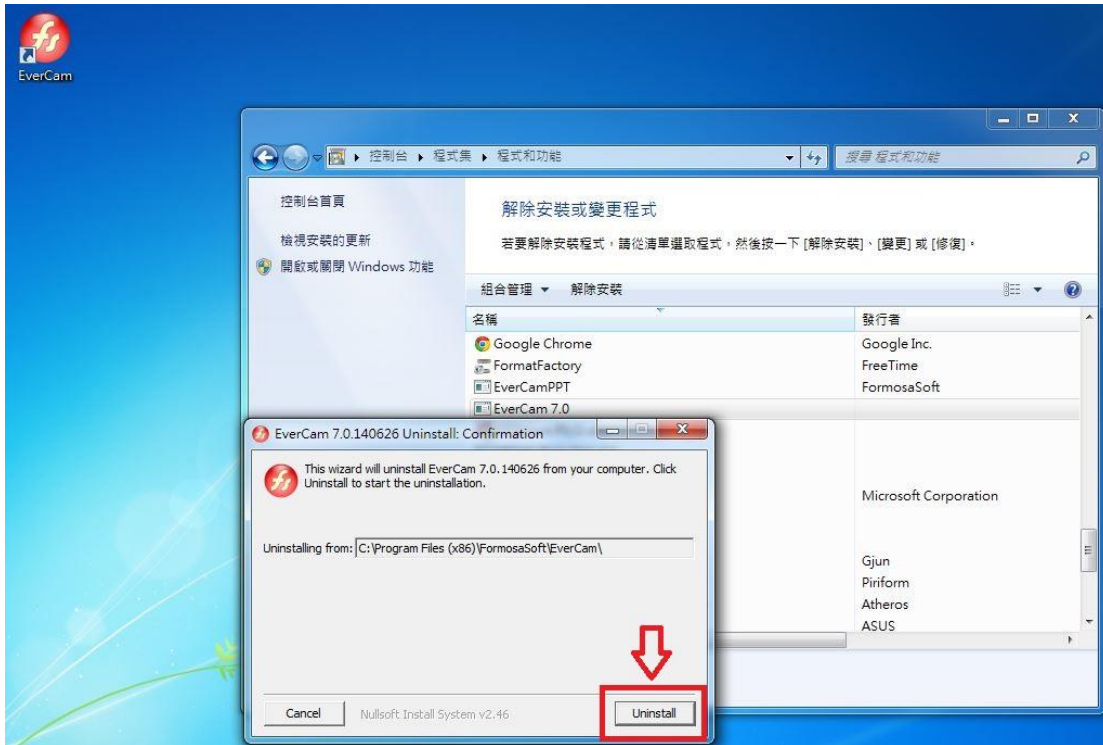 EverCam
控制台 ▸ 程式集 ▸ 程式和功能
搜尋 程式和功能
控制台首頁
檢視安裝的更新
開啟或關閉 Windows 功能
解除安裝或變更程式
若要解除安裝程式，請從清單選取程式，然後按一下 [解除安裝]、[變更] 或 [修復]。
組合管理 解除安裝
名稱 發行者
Google Chrome Google Inc.
FormatFactory FreeTime
EverCamPPT FormosaSoft
EverCam 7.0
Microsoft Corporation
Gjun
Piriform
Atheros
ASUS
EverCam 7.0.140626 Uninstall: Confirmation
This wizard will uninstall EverCam 7.0.140626 from your computer. Click
Uninstall to start the uninstallation.
Uninstalling from: C:\Program Files (x86)\FormosaSoft\EverCam\
Cancel Nullsoft Install System v2.46 Uninstall